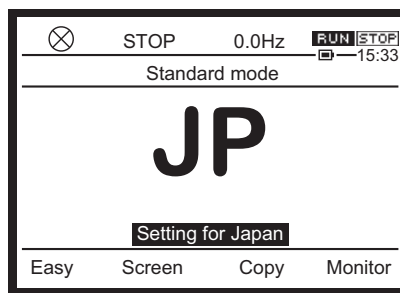 STOP 0.0Hz RUN STOP
15:33
Standard mode
JP
Setting for Japan
Easy Screen Copy Monitor